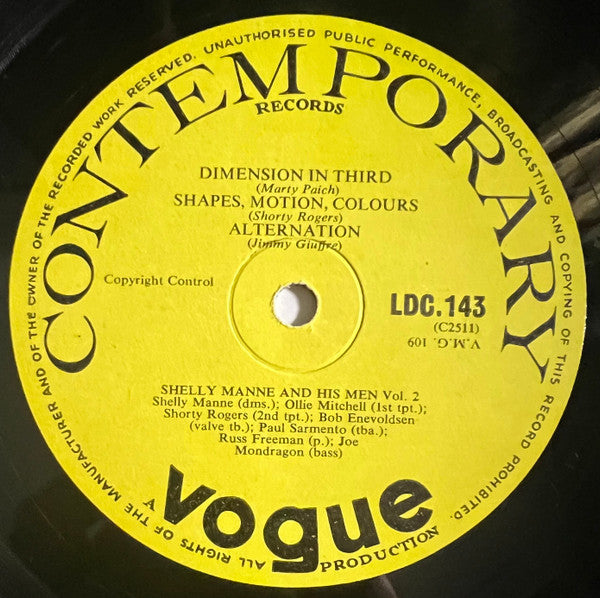 ALL RIGHTS OF THE MANUFACTURER AND OF THE OWNER OF THE RECORDED WORK RESERVED. UNAUTHORISED PUBLIC PERFORMANCE, BROADCASTING AND COPYING OF THIS RECORD PROHIBITED.
CONTEMPORARY
RECORDS
DIMENSION IN THIRD
(Marty Paich)
SHAPES, MOTION, COLOURS
(Shorty Rogers)
ALTERNATION
(Jimmy Giuffre)
Copyright Control
LDC.143
(C2511)
V.M.G. 109
SHELLY MANNE AND HIS MEN Vol. 2
Shelly Manne (dms.); Ollie Mitchell (1st tpt.);
Shorty Rogers (2nd tpt.); Bob Enevoldsen
(valve tb.); Paul Sarmento (tba.);
Russ Freeman (p.); Joe
Mondragon (bass)
A
vogue
PRODUCTION